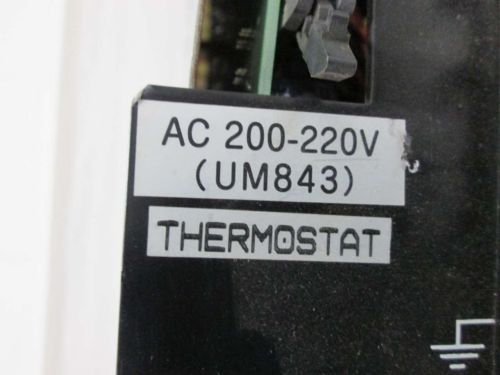 AC 200-220V
(UM843)
THERMOSTAT